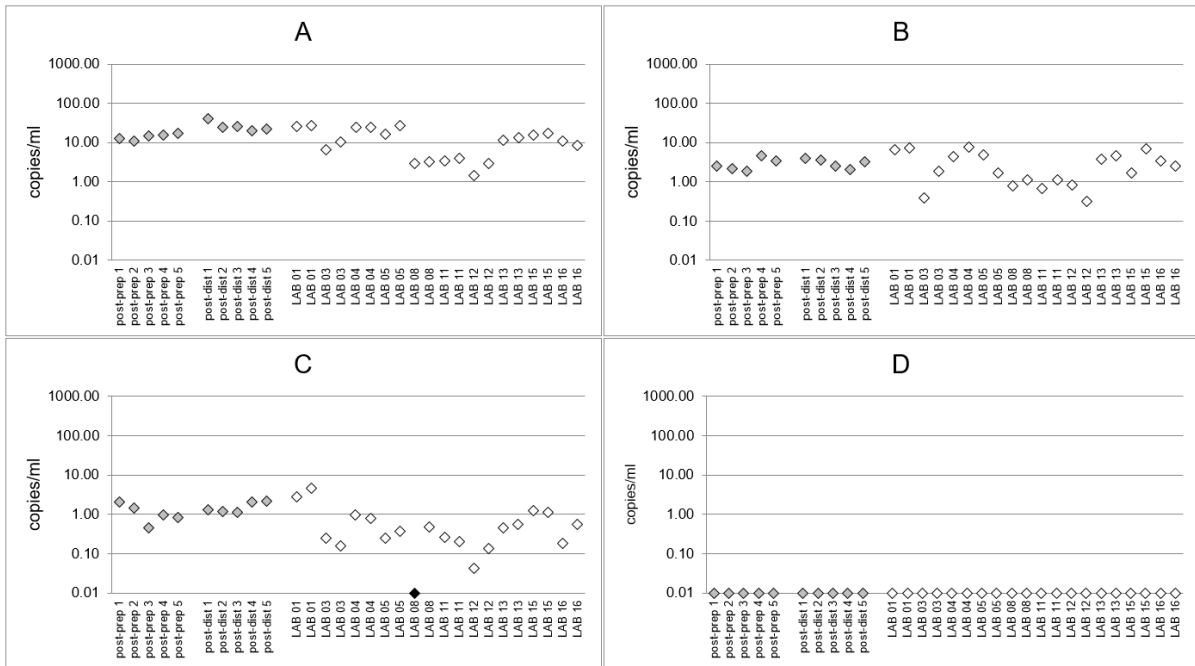 A
copies/ml
1000.00
100.00
10.00
1.00
0.10
0.01
post-prep 1
post-prep 2
post-prep 3
post-prep 4
post-prep 5
post-dist 1
post-dist 2
post-dist 3
post-dist 4
post-dist 5
LAB 01
LAB 01
LAB 03
LAB 03
LAB 04
LAB 04
LAB 05
LAB 05
LAB 08
LAB 08
LAB 11
LAB 11
LAB 12
LAB 12
LAB 13
LAB 13
LAB 15
LAB 15
LAB 16
LAB 16
B
copies/ml
1000.00
100.00
10.00
1.00
0.10
0.01
post-prep 1
post-prep 2
post-prep 3
post-prep 4
post-prep 5
post-dist 1
post-dist 2
post-dist 3
post-dist 4
post-dist 5
LAB 01
LAB 01
LAB 03
LAB 03
LAB 04
LAB 04
LAB 05
LAB 05
LAB 08
LAB 08
LAB 11
LAB 11
LAB 12
LAB 12
LAB 13
LAB 13
LAB 15
LAB 15
LAB 16
LAB 16
C
copies/ml
1000.00
100.00
10.00
1.00
0.10
0.01
post-prep 1
post-prep 2
post-prep 3
post-prep 4
post-prep 5
post-dist 1
post-dist 2
post-dist 3
post-dist 4
post-dist 5
LAB 01
LAB 01
LAB 03
LAB 03
LAB 04
LAB 04
LAB 05
LAB 05
LAB 08
LAB 08
LAB 11
LAB 11
LAB 12
LAB 12
LAB 13
LAB 13
LAB 15
LAB 15
LAB 16
LAB 16
D
copies/ml
1000.00
100.00
10.00
1.00
0.10
0.01
post-prep 1
post-prep 2
post-prep 3
post-prep 4
post-prep 5
post-dist 1
post-dist 2
post-dist 3
post-dist 4
post-dist 5
LAB 01
LAB 01
LAB 03
LAB 03
LAB 04
LAB 04
LAB 05
LAB 05
LAB 08
LAB 08
LAB 11
LAB 11
LAB 12
LAB 12
LAB 13
LAB 13
LAB 15
LAB 15
LAB 16
LAB 16